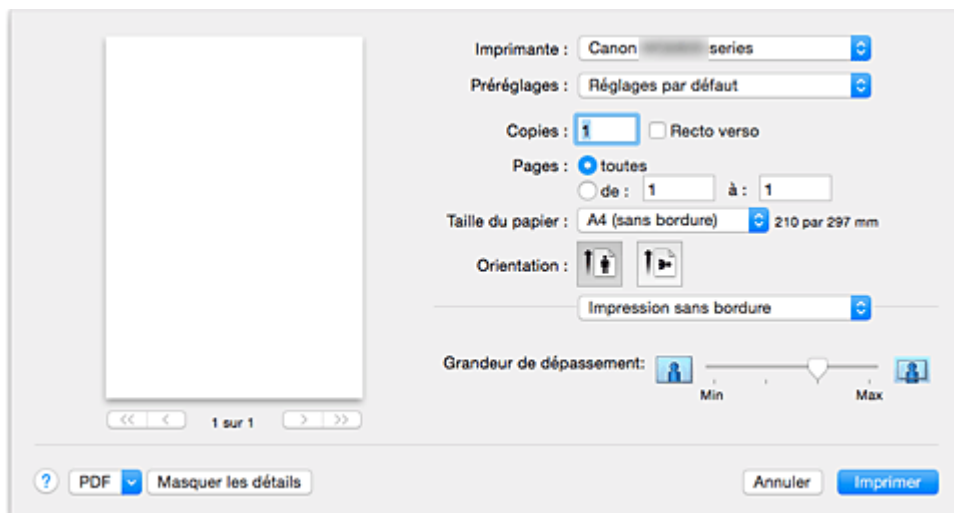 Imprimante : Canon series
Préréglages : Réglages par défaut
Copies : 1 Recto verso
Pages : toutes
de : 1 à : 1
Taille du papier : A4 (sans bordure) 210 par 297 mm
Orientation :
Impression sans bordure
Grandeur de dépassement:
Min Max
<< < 1 sur 1 > >>
? PDF Masquer les détails Annuler Imprimer